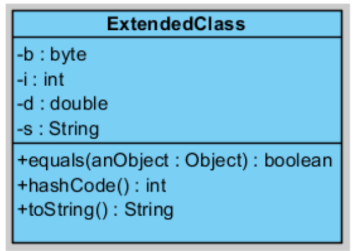 ExtendedClass
-b : byte
-i : int
-d : double
-s : String
+equals(anObject : Object) : boolean
+hashCode() : int
+toString() : String